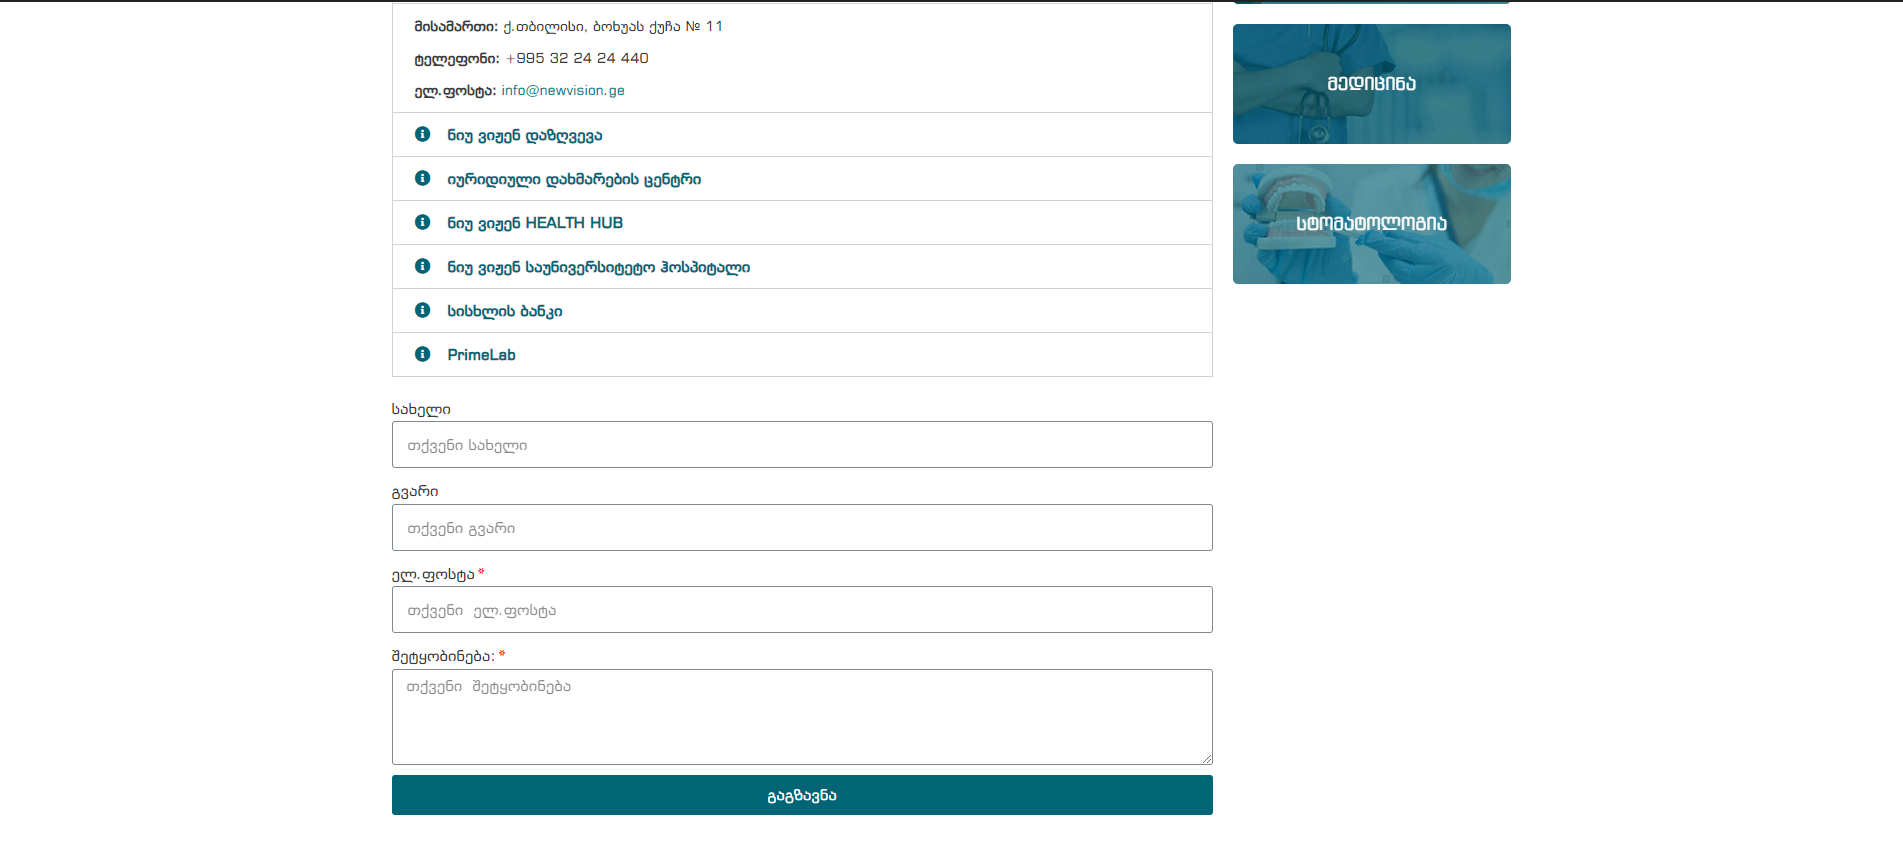 მისამართი: ქ.თბილისი, ბოხუას ქუჩა № 11
ტელეფონი: +995 32 24 24 440
ელ.ფოსტა: info@newvision.ge
ნიუ ვიჟენ დაზღვევა
იურიდიული დახმარების ცენტრი
ნიუ ვიჟენ HEALTH HUB
ნიუ ვიჟენ საუნივერსიტეტო ჰოსპიტალი
სისხლის ბანკი
PrimeLab
სახელი
თქვენი სახელი
გვარი
თქვენი გვარი
ელ.ფოსტა *
თქვენი ელ.ფოსტა
შეტყობინება: *
თქვენი შეტყობინება
გაგზავნა
მედიცინა
სტომატოლოგია